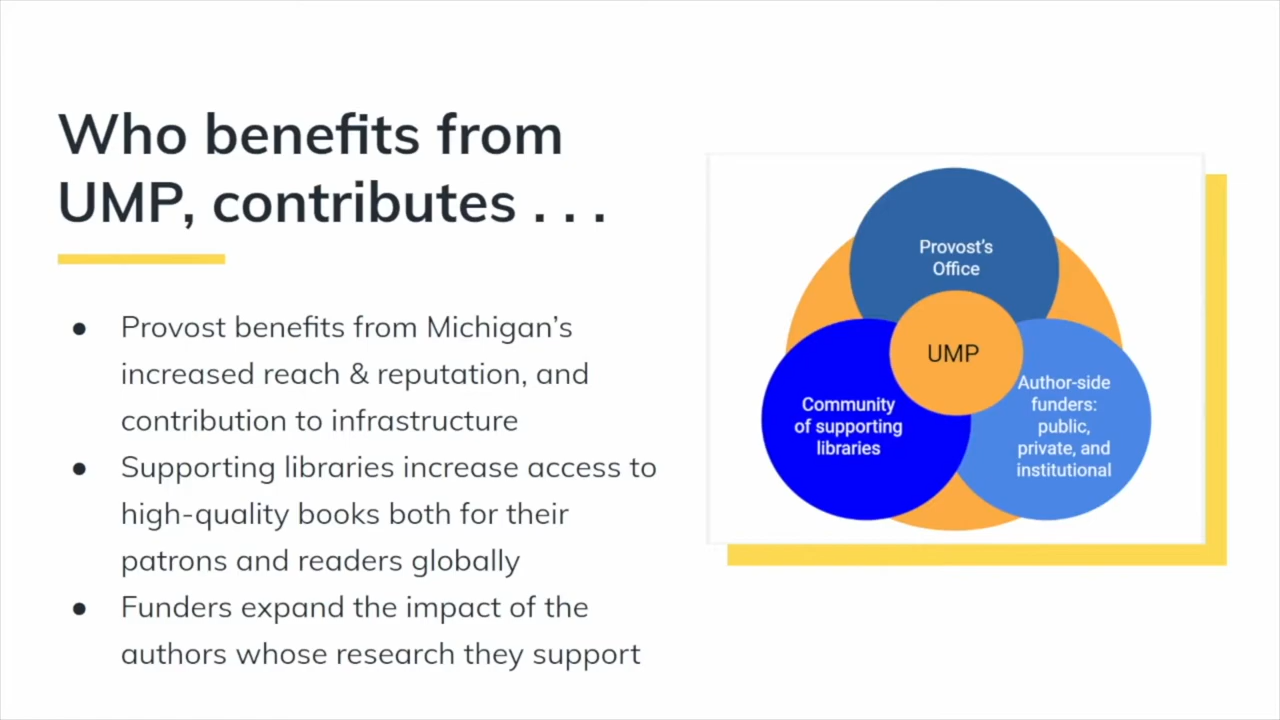 Who benefits from
UMP, contributes . . .
● Provost benefits from Michigan’s
increased reach & reputation, and
contribution to infrastructure
● Supporting libraries increase access to
high-quality books both for their
patrons and readers globally
● Funders expand the impact of the
authors whose research they support
Provost’s
Office
UMP
Community
of supporting
libraries
Author-side
funders:
public,
private, and
institutional